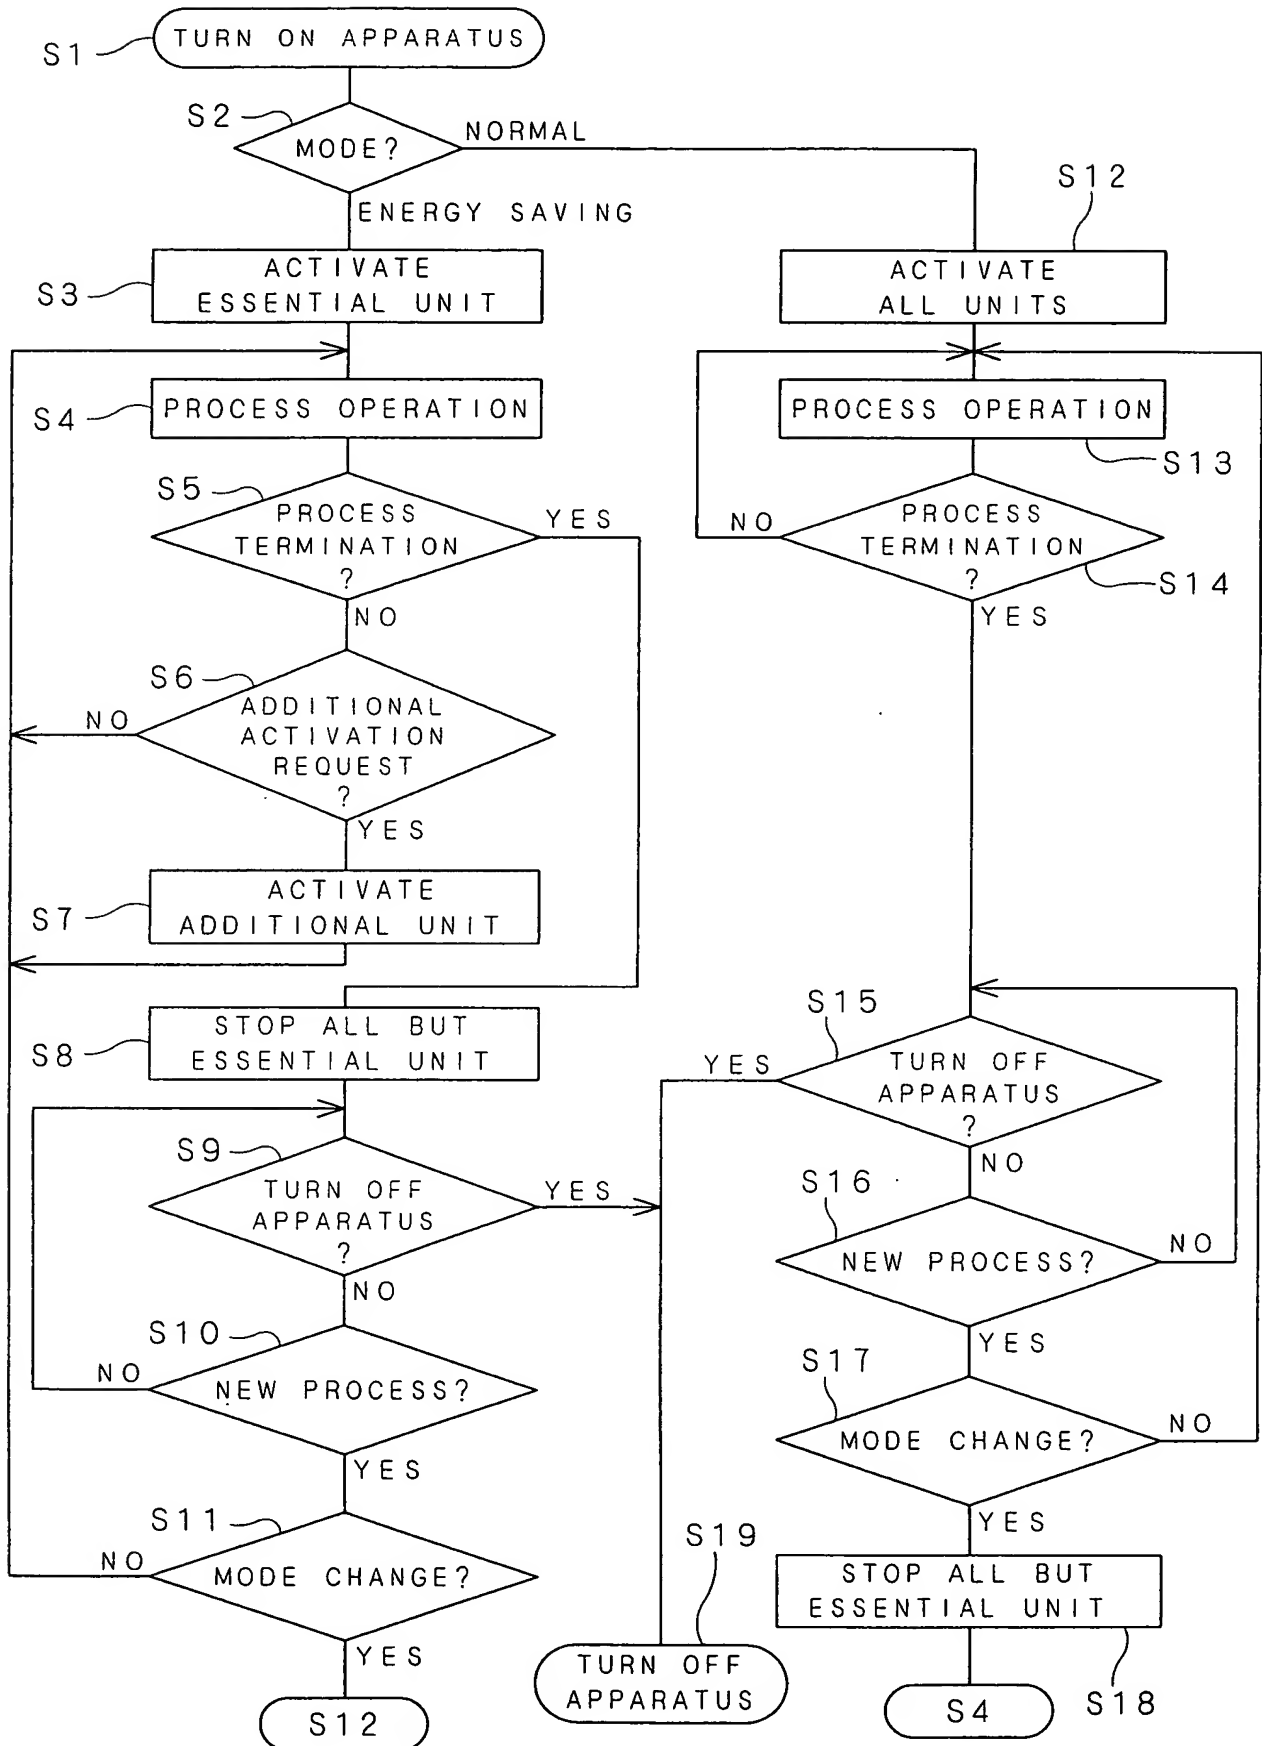 S1
TURN ON APPARATUS
S2
MODE?
NORMAL
ENERGY SAVING
S3
ACTIVATE
ESSENTIAL UNIT
S4
PROCESS OPERATION
S5
PROCESS
TERMINATION
?
YES
NO
S6
ADDITIONAL
ACTIVATION
REQUEST
?
NO
YES
S7
ACTIVATE
ADDITIONAL UNIT
S8
STOP ALL BUT
ESSENTIAL UNIT
S9
TURN OFF
APPARATUS
?
YES
NO
S10
NEW PROCESS?
NO
YES
S11
MODE CHANGE?
NO
YES
S12
S12
ACTIVATE
ALL UNITS
PROCESS OPERATION
S13
PROCESS
TERMINATION
?
NO
S14
YES
S15
TURN OFF
APPARATUS
?
YES
NO
S16
NEW PROCESS?
NO
YES
S17
MODE CHANGE?
NO
YES
STOP ALL BUT
ESSENTIAL UNIT
S18
S4
S19
TURN OFF
APPARATUS